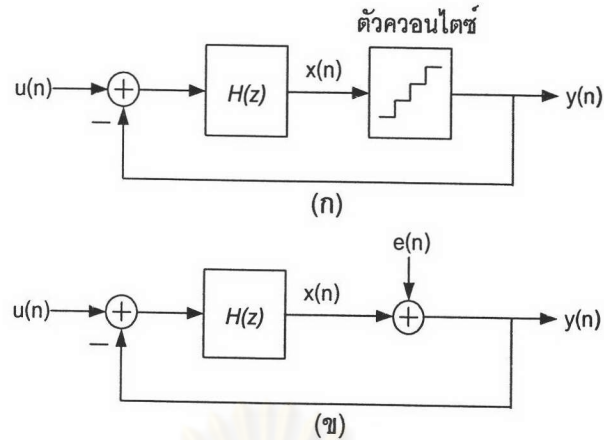 ตัวควอนไตซ์
u(n)
+
−
H(z)
x(n)
y(n)
(ก)
e(n)
u(n)
+
−
H(z)
x(n)
+
y(n)
(ข)